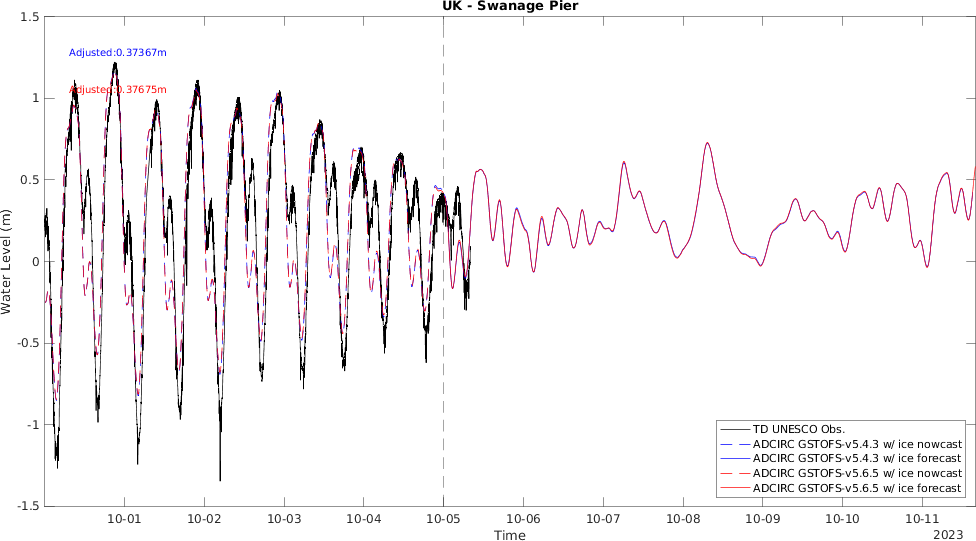 UK - Swanage Pier
1.5
1
0.5
0
-0.5
-1
-1.5
Water Level (m)
Adjusted:0.37367m
Adjusted:0.37675m
TD UNESCO Obs.
ADCIRC GSTOFS-v5.4.3 w/ ice nowcast
ADCIRC GSTOFS-v5.4.3 w/ ice forecast
ADCIRC GSTOFS-v5.6.5 w/ ice nowcast
ADCIRC GSTOFS-v5.6.5 w/ ice forecast
10-01 10-02 10-03 10-04 10-05 10-06 10-07 10-08 10-09 10-10 10-11
Time
2023